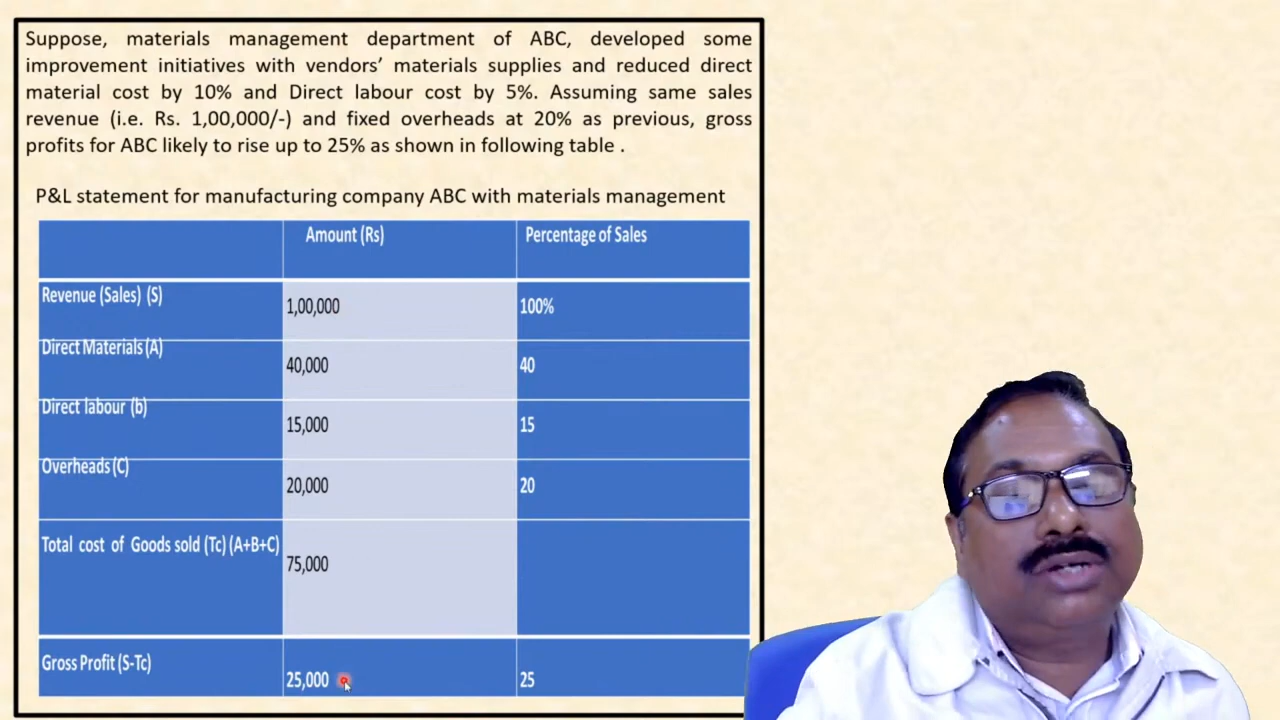 Suppose, materials management department of ABC, developed some
improvement initiatives with vendors’ materials supplies and reduced direct
material cost by 10% and Direct labour cost by 5%. Assuming same sales
revenue (i.e. Rs. 1,00,000/-) and fixed overheads at 20% as previous, gross
profits for ABC likely to rise up to 25% as shown in following table .
P&L statement for manufacturing company ABC with materials management
Amount (Rs) Percentage of Sales
Revenue (Sales) (S) 1,00,000 100%
Direct Materials (A) 40,000 40
Direct labour (b) 15,000 15
Overheads (C) 20,000 20
Total cost of Goods sold (Tc) (A+B+C) 75,000
Gross Profit (S-Tc) 25,000 25